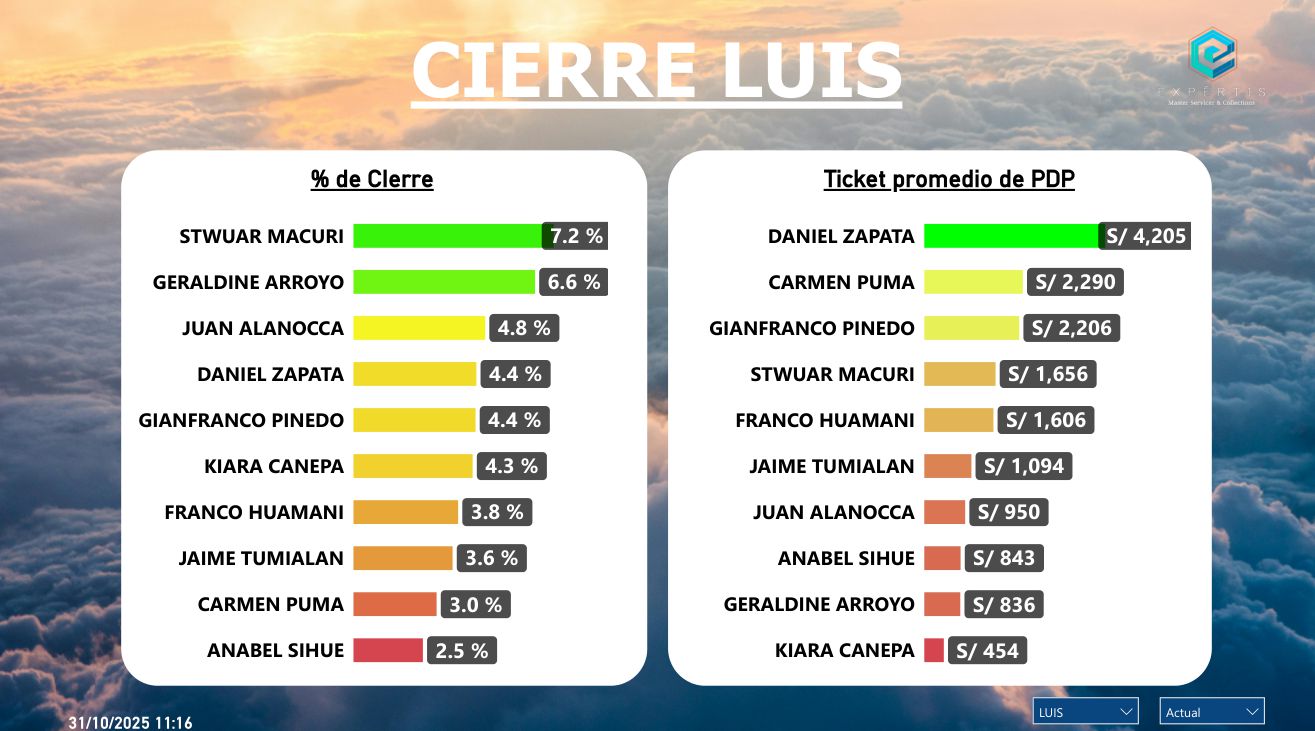 CIERRE LUIS
EXPERTIS
Master Servicer & Collections
% de Cierre
STWUAR MACURI 7.2 %
GERALDINE ARROYO 6.6 %
JUAN ALANOCCA 4.8 %
DANIEL ZAPATA 4.4 %
GIANFRANCO PINEDO 4.4 %
KIARA CANEPA 4.3 %
FRANCO HUAMANI 3.8 %
JAIME TUMIALAN 3.6 %
CARMEN PUMA 3.0 %
ANABEL SIHUE 2.5 %
Ticket promedio de PDP
DANIEL ZAPATA S/ 4,205
CARMEN PUMA S/ 2,290
GIANFRANCO PINEDO S/ 2,206
STWUAR MACURI S/ 1,656
FRANCO HUAMANI S/ 1,606
JAIME TUMIALAN S/ 1,094
JUAN ALANOCCA S/ 950
ANABEL SIHUE S/ 843
GERALDINE ARROYO S/ 836
KIARA CANEPA S/ 454
31/10/2025 11:16
LUIS
Actual